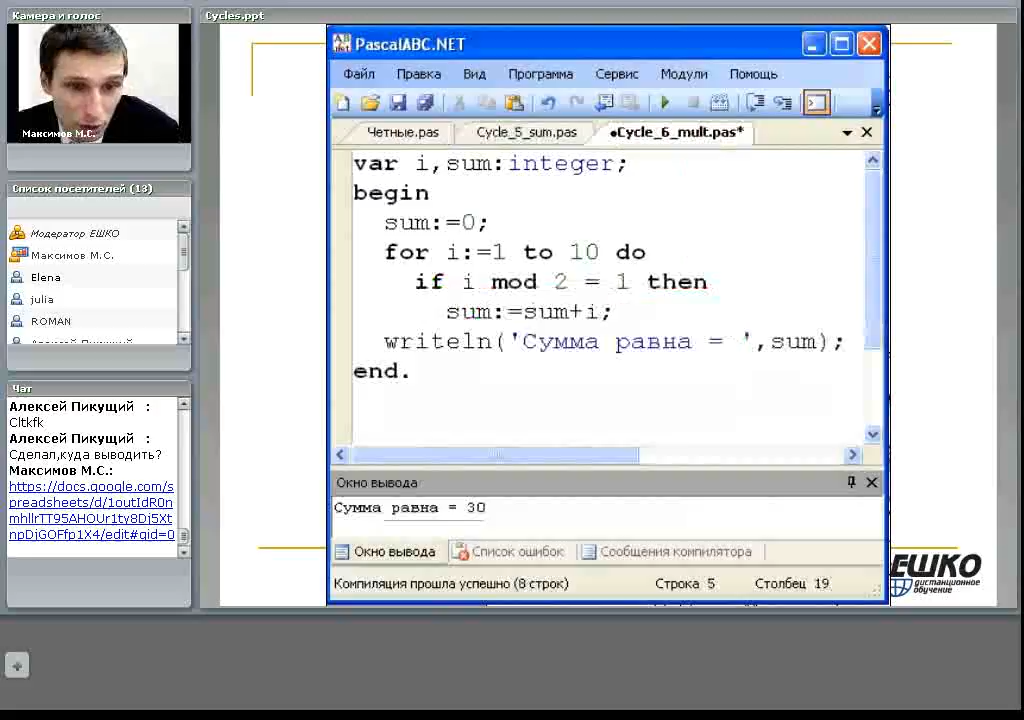 Камера и голос
Максимов М.С.
Список посетителей (13)
Модератор ЕШКО
Максимов М.С.
Elena
julia
ROMAN
Чат
Алексей Пикущий :
Cltkfk
Алексей Пикущий :
Сделал,куда выводить?
Максимов М.С.:
https://docs.google.com/s
preadsheets/d/1outIdR0n
mhllrTT95AHOUr1ty8Dj5Xt
npDjGOFfp1X4/edit#gid=0
Cycles.ppt
PascalABC.NET
Файл Правка Вид Программа Сервис Модули Помощь
Четные.pas Cycle_5_sum.pas •Cycle_6_mult.pas*
var i,sum:integer;
begin
sum:=0;
for i:=1 to 10 do
if i mod 2 = 1 then
sum:=sum+i;
writeln('Сумма равна = ',sum);
end.
Окно вывода
Сумма равна = 30
Окно вывода Список ошибок Сообщения компилятора
Компиляция прошла успешно (8 строк) Строка 5 Столбец 19
ЕШКО
дистанционное
обучение